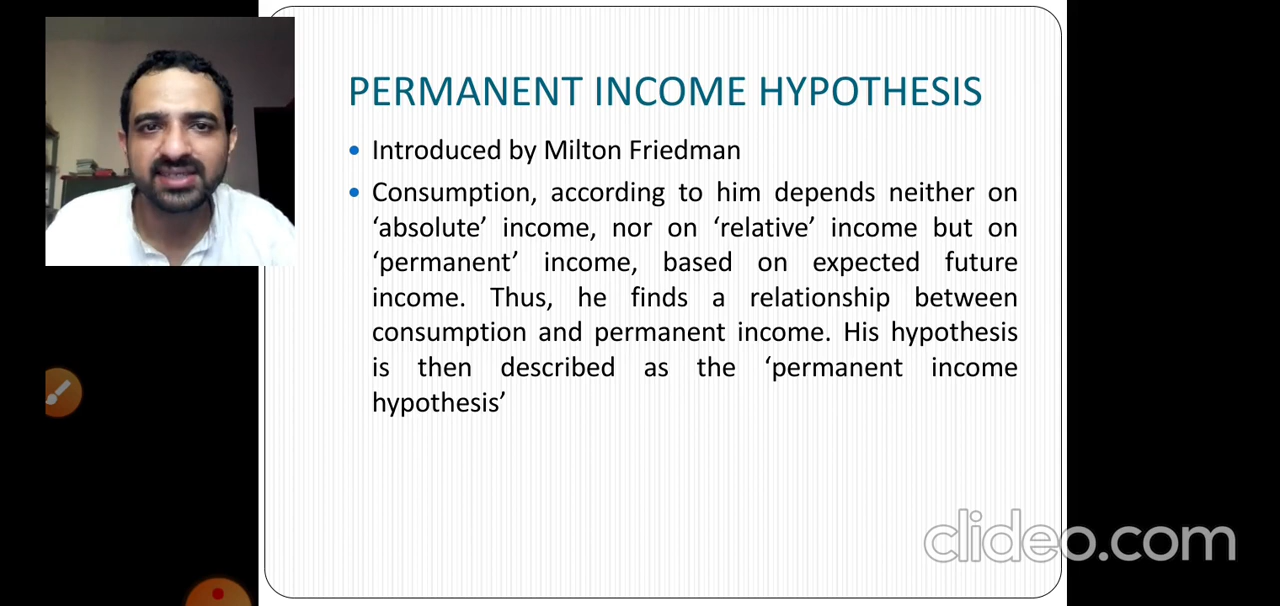 PERMANENT INCOME HYPOTHESIS
• Introduced by Milton Friedman
• Consumption, according to him depends neither on
‘absolute’ income, nor on ‘relative’ income but on
‘permanent’ income, based on expected future
income. Thus, he finds a relationship between
consumption and permanent income. His hypothesis
is then described as the ‘permanent income
hypothesis’
clideo.com